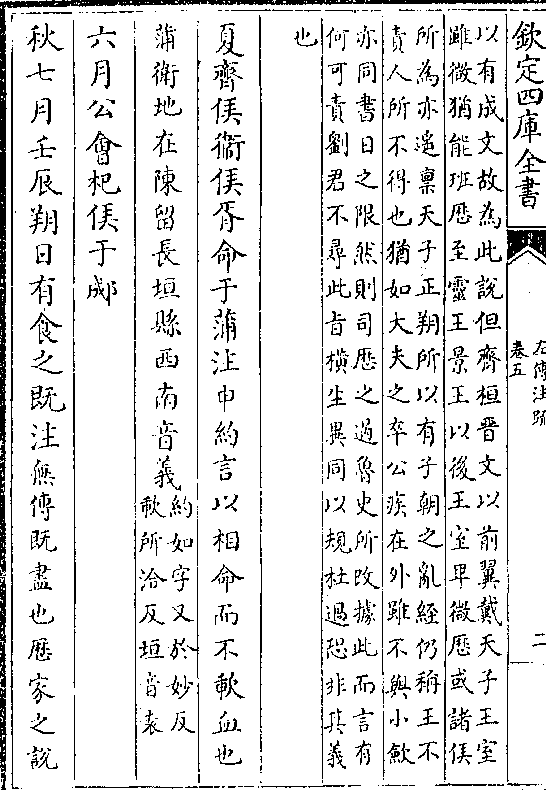 欽定四庫全書
左傳注疏
卷五
二
以有成文故為此說但齊桓晋文以前翼戴天子王室
雖微猶能班歴至靈王景王以後王室卑微歴或諸侯
所為亦遥禀天子正朔所以有子朝之亂經仍稱王不
責人所不得也猶如大夫之卒公疾在外雖不與小斂
亦同書日之限然則司歴之過魯史所改據此而言有
何可責劉君不尋此旨橫生異同以規杜過恐非其義
也
夏齊侯衞侯胥命于蒲注申約言以相命而不歃血也
蒲衛地在陳留長垣縣西南音義約如字又於妙反
歃所洽反垣音袁
六月公會杞侯于郕
秋七月壬辰朔日有食之既注無傳既盡也歴家之說